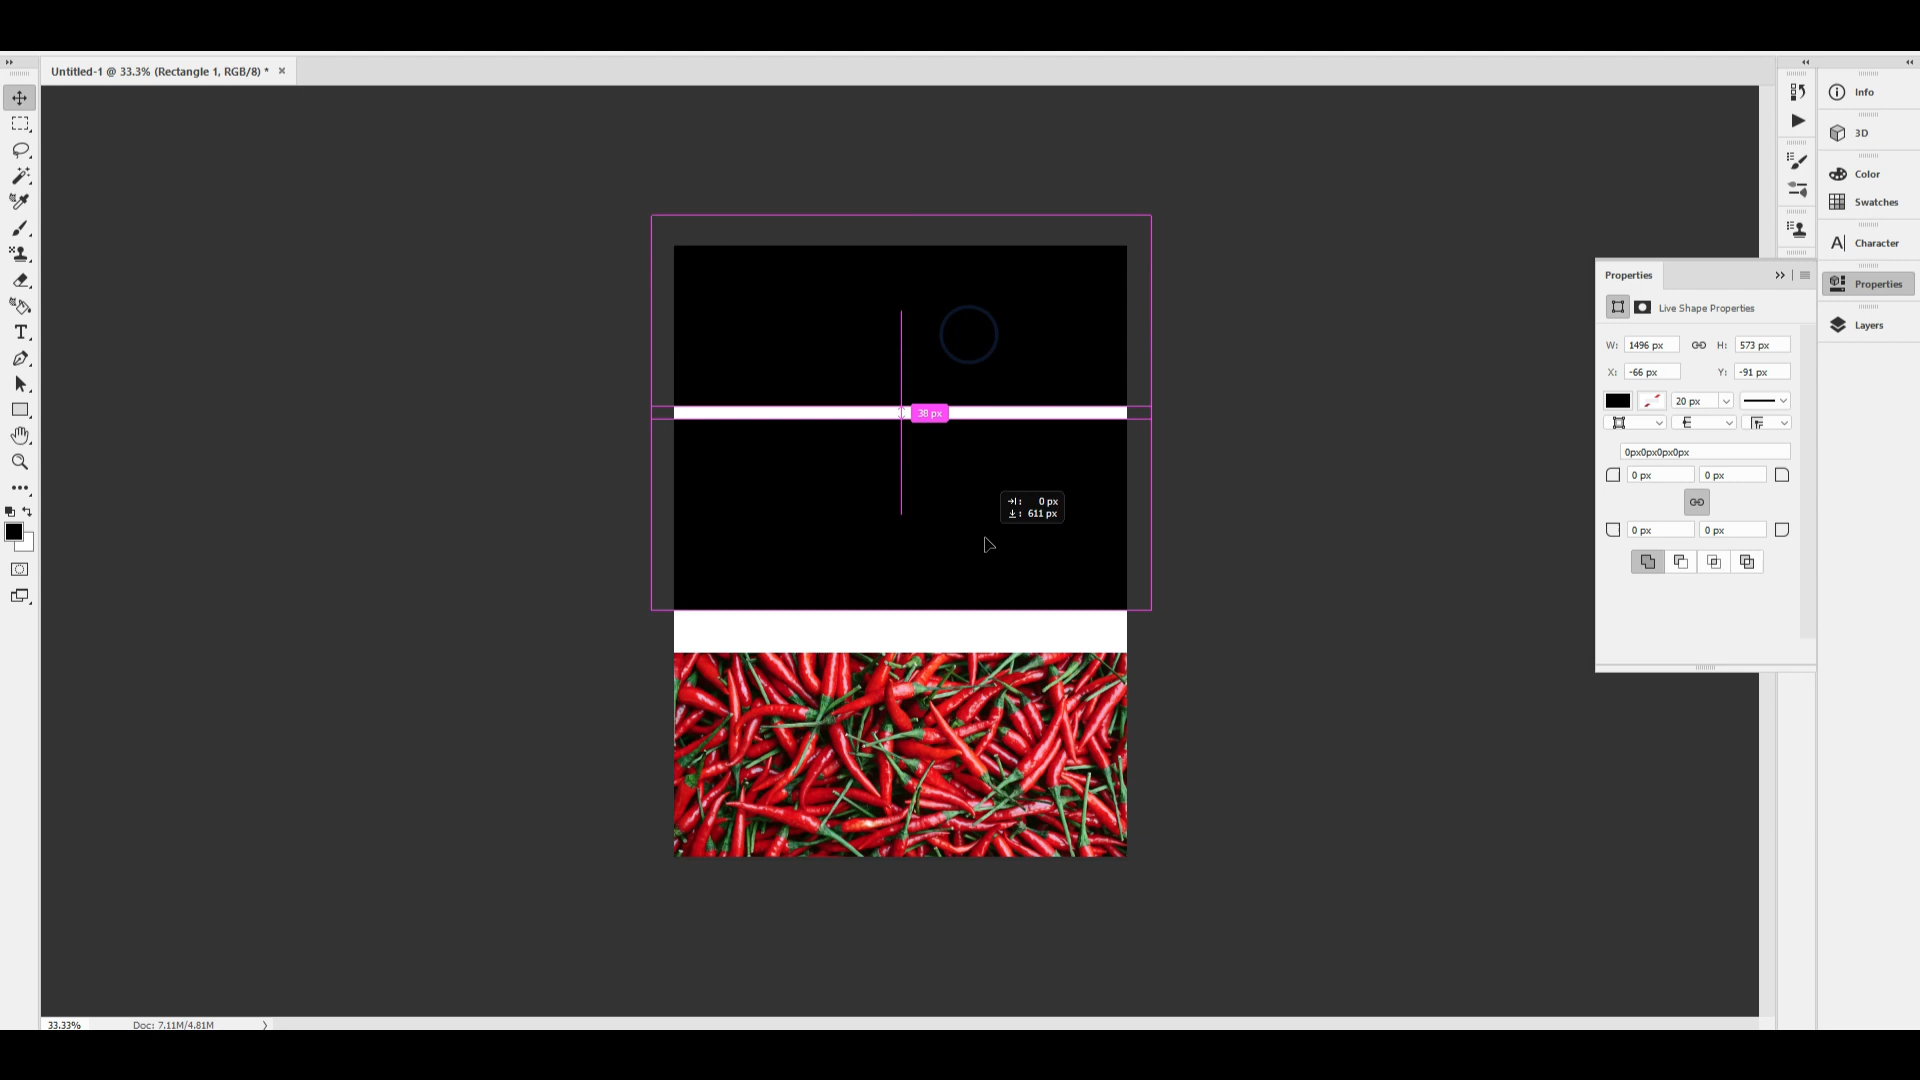 Untitled-1 @ 33.3% (Rectangle 1, RGB/8) *
Info
3D
Color
Swatches
Character
Properties
Layers
Properties
Live Shape Properties
W: 1496 px H: 573 px
X: -66 px Y: -91 px
20 px
0px0px0px0px
0 px 0 px
0 px 0 px
38 px
0 px
611 px
33.33% Doc: 7.11M/4.81M